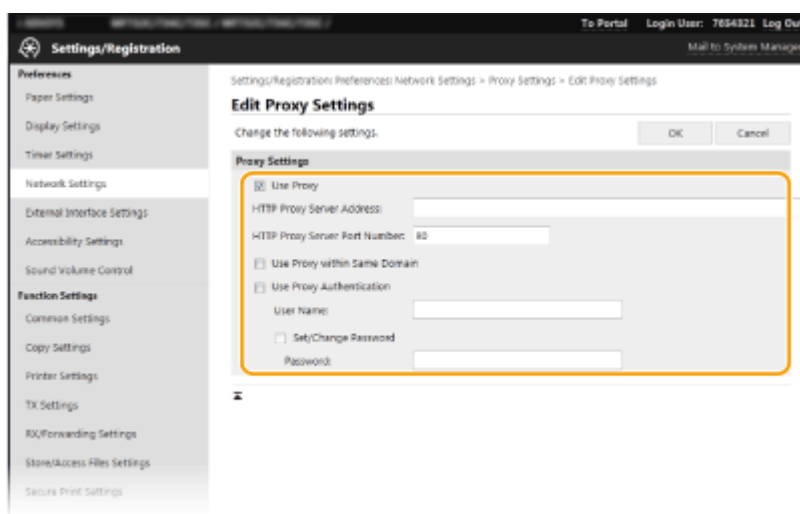 To Portal Login User: 7654321 Log Ou
Settings/Registration
Mail to System Manager
Preferences
Paper Settings
Display Settings
Timer Settings
Network Settings
External Interface Settings
Accessibility Settings
Sound Volume Control
Function Settings
Common Settings
Copy Settings
Printer Settings
TX Settings
RX/Forwarding Settings
Store/Access Files Settings
Secure Print Settings
Settings/Registration: Preferences: Network Settings > Proxy Settings > Edit Proxy Settings
Edit Proxy Settings
Change the following settings.
OK
Cancel
Proxy Settings
Use Proxy
HTTP Proxy Server Address:
HTTP Proxy Server Port Number: 80
Use Proxy within Same Domain
Use Proxy Authentication
User Name:
Set/Change Password
Password: